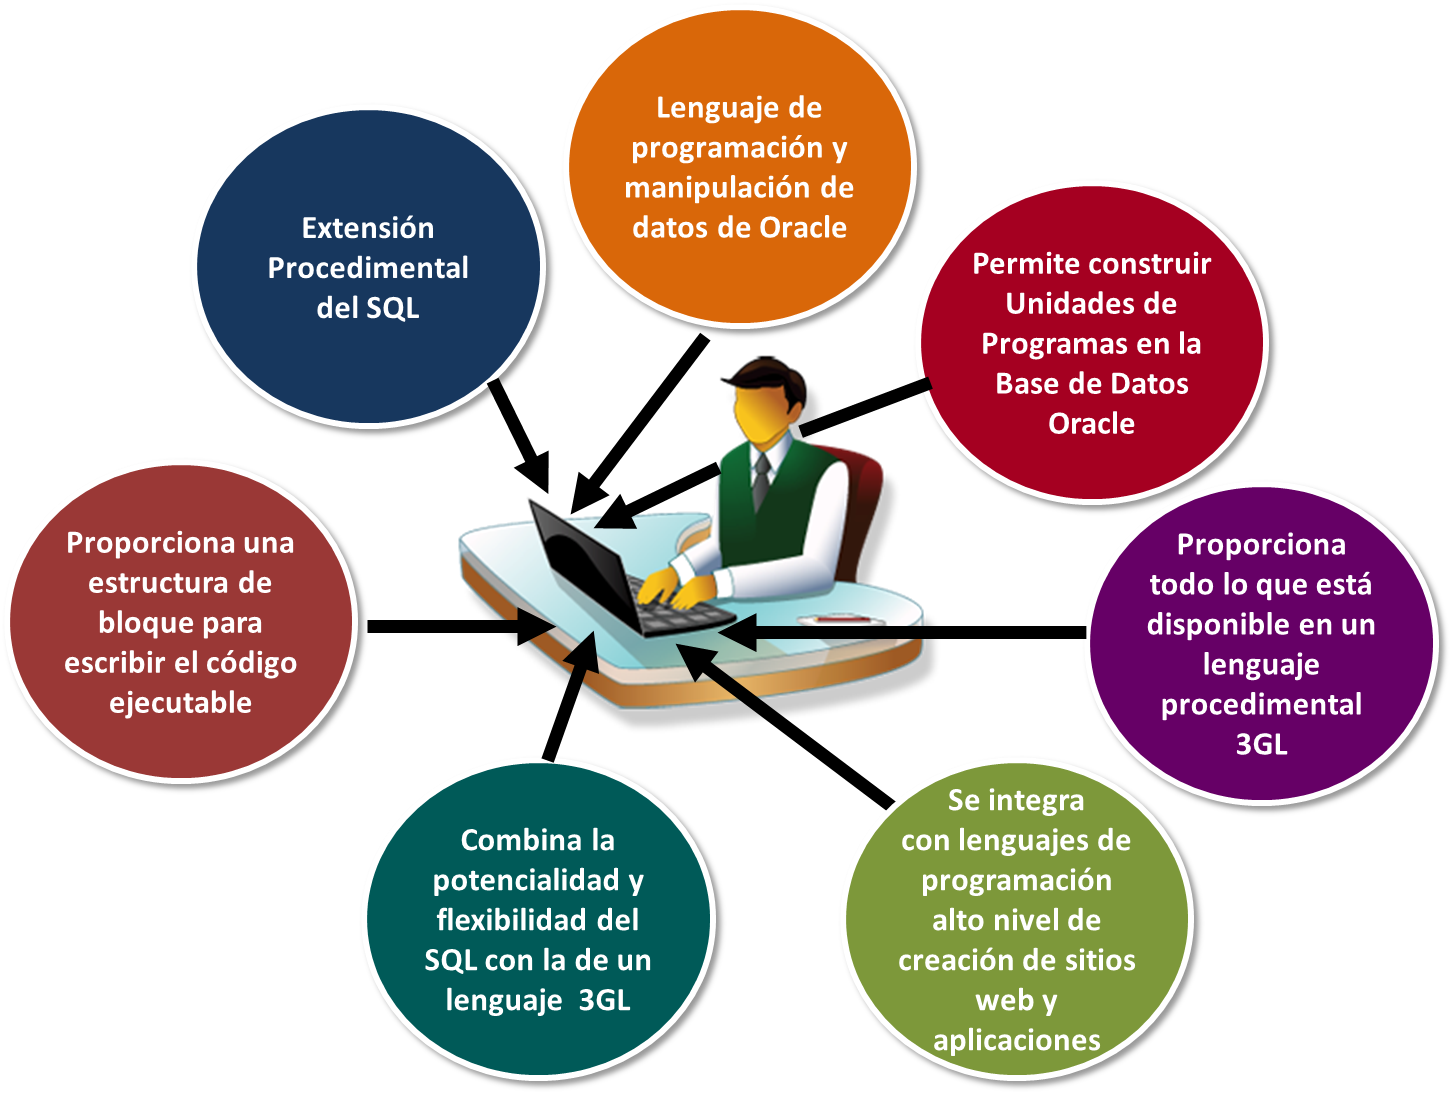 Lenguaje de
programación y
manipulación de
datos de Oracle
Extensión
Procedimental
del SQL
Permite construir
Unidades de
Programas en la
Base de Datos
Oracle
Proporciona una
estructura de
bloque para
escribir el código
ejecutable
Proporciona
todo lo que está
disponible en un
lenguaje
procedimental
3GL
Combina la
potencialidad y
flexibilidad del
SQL con la de un
lenguaje  3GL
Se integra
con lenguajes de
programación
alto nivel de
creación de sitios
web y
aplicaciones